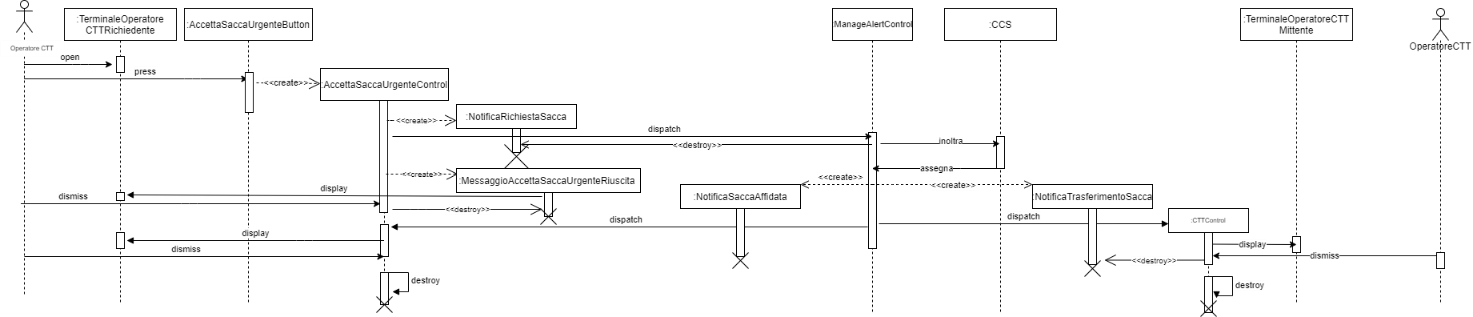 :TerminaleOperatore
CTTRichiedente
:AccettaSaccaUrgenteButton
ManageAlertControl
:CCS
:TerminaleOperatoreCTT
Mittente
Operatore CTT
OperatoreCTT
open
press
<<create>>
:AccettaSaccaUrgenteControl
<<create>>
:NotificaRichiestaSacca
dispatch
<<destroy>>
inoltra
assegna
<<create>>
:MessaggioAccettaSaccaUrgenteRiuscita
<<create>>
<<create>>
display
dismiss
<<destroy>>
:NotificaSaccaAffidata
:NotificaTrasferimentoSacca
dispatch
dispatch
:CTTControl
display
display
dismiss
<<destroy>>
dismiss
destroy
destroy